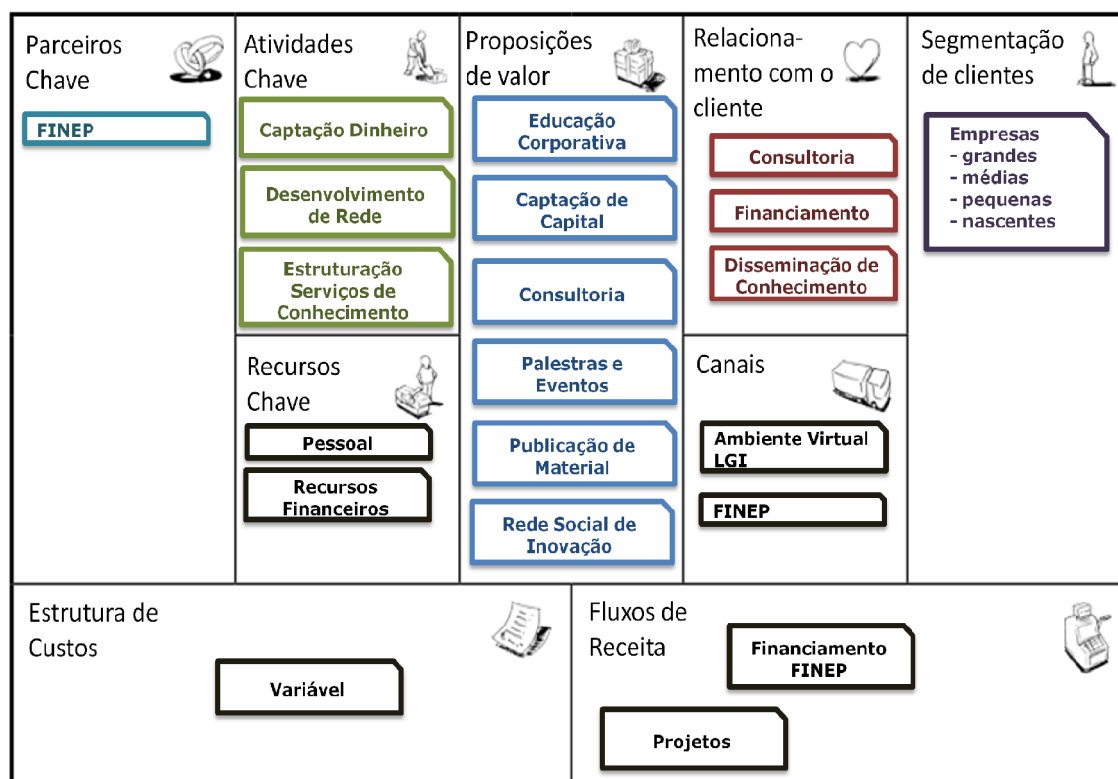 Parceiros
Chave
FINEP
Atividades
Chave
Captação Dinheiro
Desenvolvimento
de Rede
Estruturação
Serviços de
Conhecimento
Recursos
Chave
Pessoal
Recursos
Financeiros
Proposições
de valor
Educação
Corporativa
Captação de
Capital
Consultoria
Palestras e
Eventos
Publicação de
Material
Rede Social de
Inovação
Relaciona-
mento com o
cliente
Consultoria
Financiamento
Disseminação de
Conhecimento
Canais
Ambiente Virtual
LGI
FINEP
Segmentação
de clientes
Empresas
- grandes
- médias
- pequenas
- nascentes
Estrutura de
Custos
Variável
Fluxos de
Receita
Financiamento
FINEP
Projetos